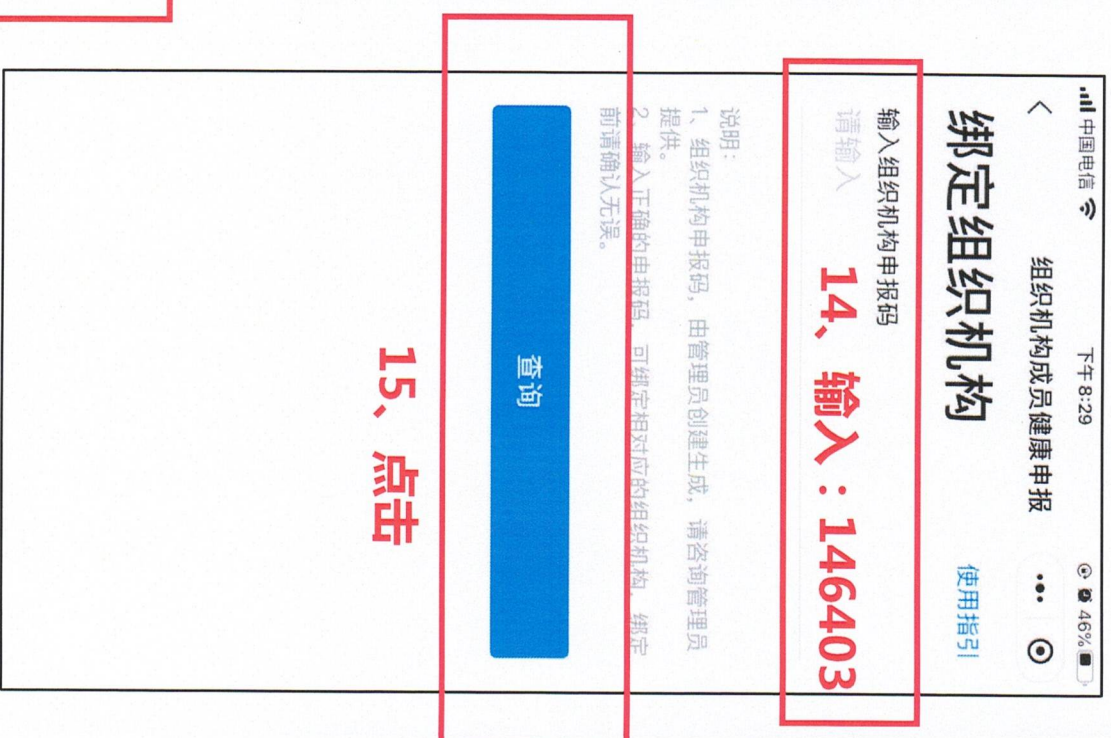 中国电信 下午8:29 46%
组织机构成员健康申报
绑定组织机构 使用指引
输入组织机构申报码
请输入
14、输入：146403
说明：
1、组织机构申报码，由管理员创建生成，请咨询管理员
提供。
2、输入正确的申报码，可绑定相对应的组织机构，绑定
前请确认无误。
查询
15、点击